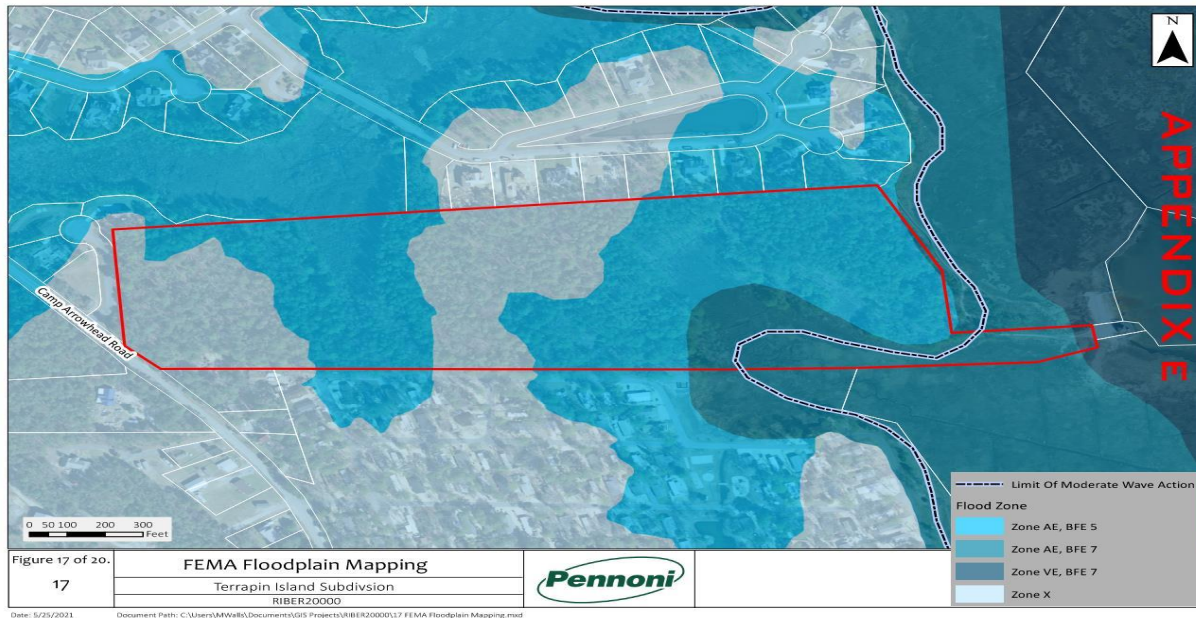 N
APPENDIX E
Camp Arrowhead Road
0 50 100 200 300
Feet
Limit Of Moderate Wave Action
Flood Zone
Zone AE, BFE 5
Zone AE, BFE 7
Zone VE, BFE 7
Zone X
Figure 17 of 20.
17
FEMA Floodplain Mapping
Terrapin Island Subdivsion
RIBER20000
Pennoni
Date: 5/25/2021
Document Path: C:\Users\MWalls\Documents\GIS Projects\RIBER20000\17 FEMA Floodplain Mapping.mxd